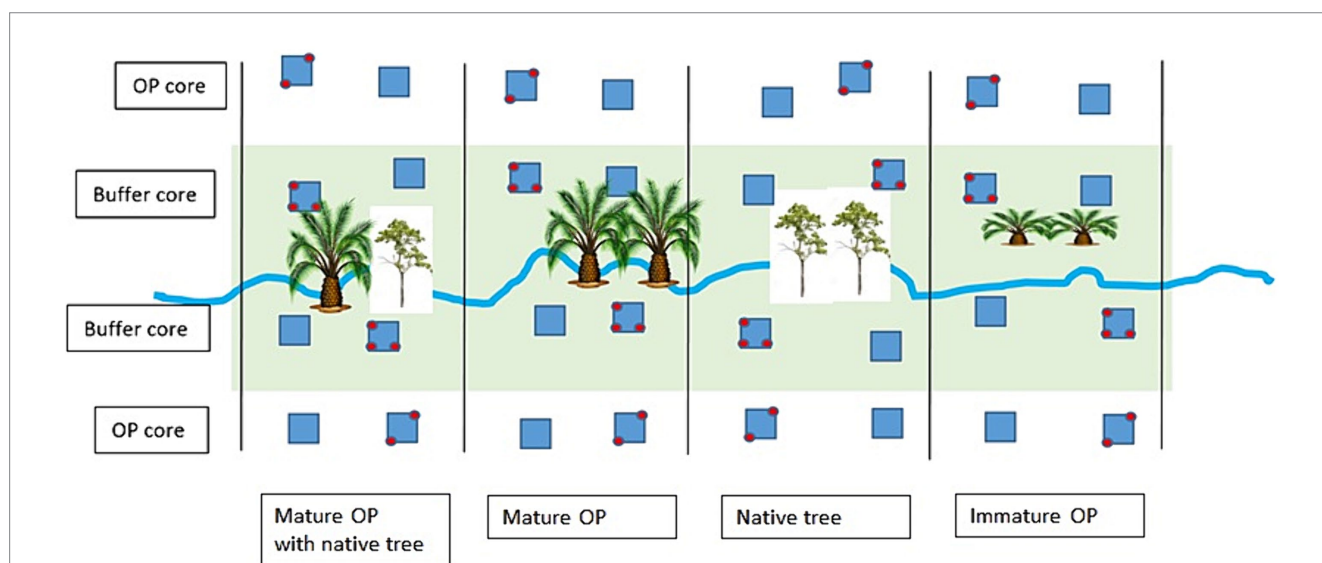 OP core
Buffer core
Buffer core
OP core
Mature OP
with native tree
Mature OP
Native tree
Immature OP